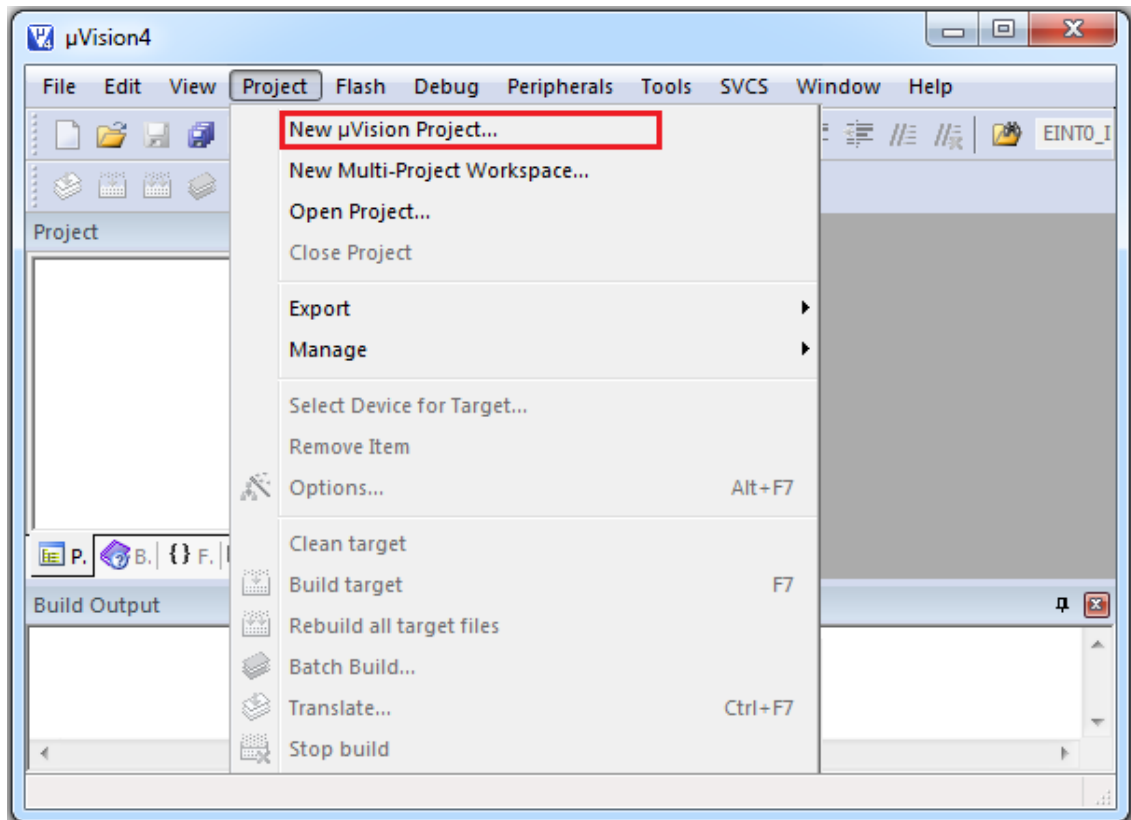 µVision4
File Edit View Project Flash Debug Peripherals Tools SVCS Window Help
New µVision Project...
EINT0_I
New Multi-Project Workspace...
Open Project...
Project
Close Project
Export
Manage
Select Device for Target...
Remove Item
Options... Alt+F7
Clean target
P. B. {} F.
Build target F7
Build Output
Rebuild all target files
Batch Build...
Translate... Ctrl+F7
Stop build